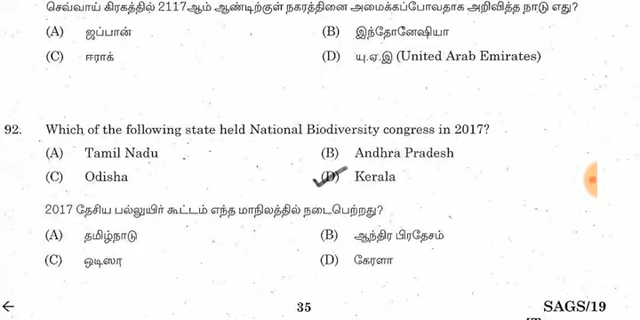 செவ்வாய் கிரகத்தில் 2117ஆம் ஆண்டிற்குள் நகரத்தினை அமைக்கப்போவதாக அறிவித்த நாடு எது?
(A) ஜப்பான் (B) இந்தோனேஷியா
(C) ஈராக் (D) யு.ஏ.இ (United Arab Emirates)
92. Which of the following state held National Biodiversity congress in 2017?
(A) Tamil Nadu (B) Andhra Pradesh
(C) Odisha (D) Kerala
2017 தேசிய பல்லுயிர் கூட்டம் எந்த மாநிலத்தில் நடைபெற்றது?
(A) தமிழ்நாடு (B) ஆந்திர பிரதேசம்
(C) ஒடிஸா (D) கேரளா
← 35 SAGS/19